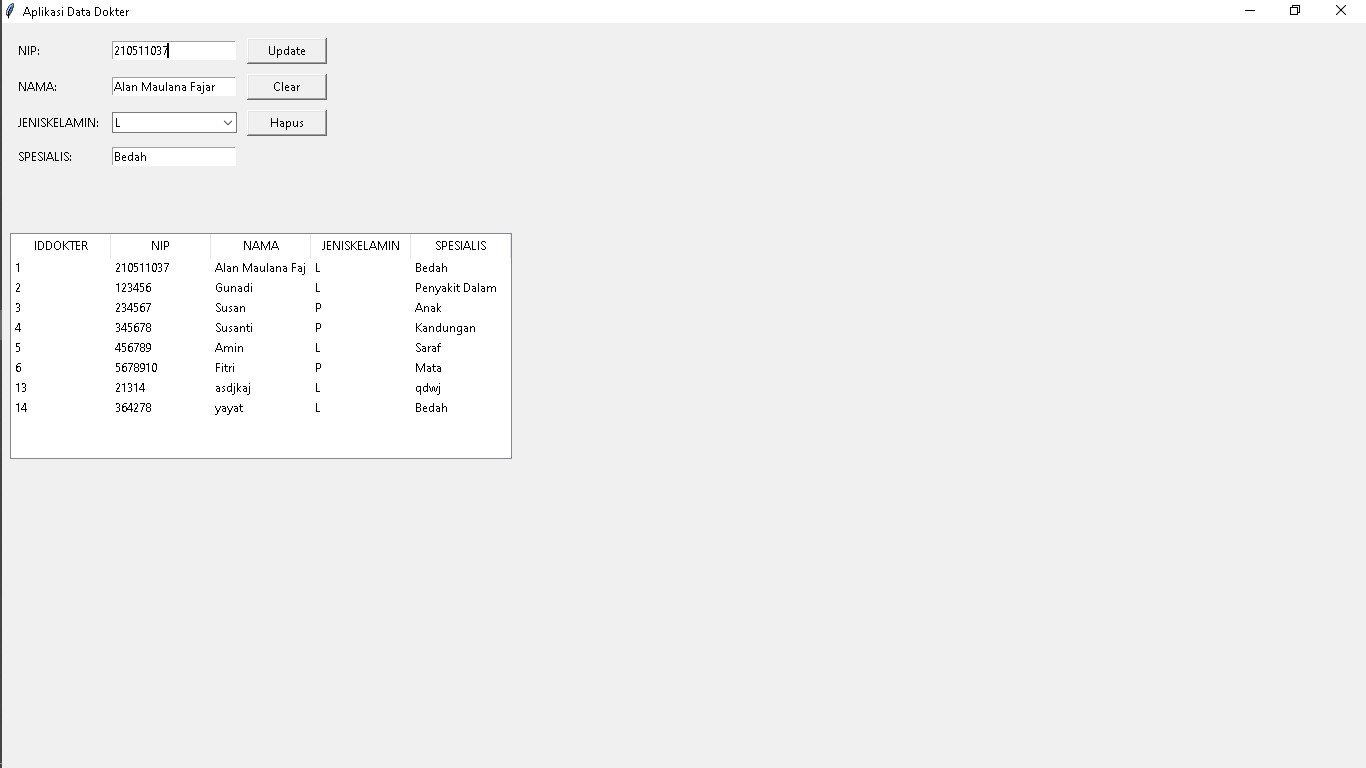 Aplikasi Data Dokter
NIP: 210511037 Update
NAMA: Alan Maulana Fajar Clear
JENISKELAMIN: L Hapus
SPESIALIS: Bedah
IDDOKTER NIP NAMA JENISKELAMIN SPESIALIS
1 210511037 Alan Maulana Faj L Bedah
2 123456 Gunadi L Penyakit Dalam
3 234567 Susan P Anak
4 345678 Susanti P Kandungan
5 456789 Amin L Saraf
6 5678910 Fitri P Mata
13 21314 asdjkaj L qdwj
14 364278 yayat L Bedah